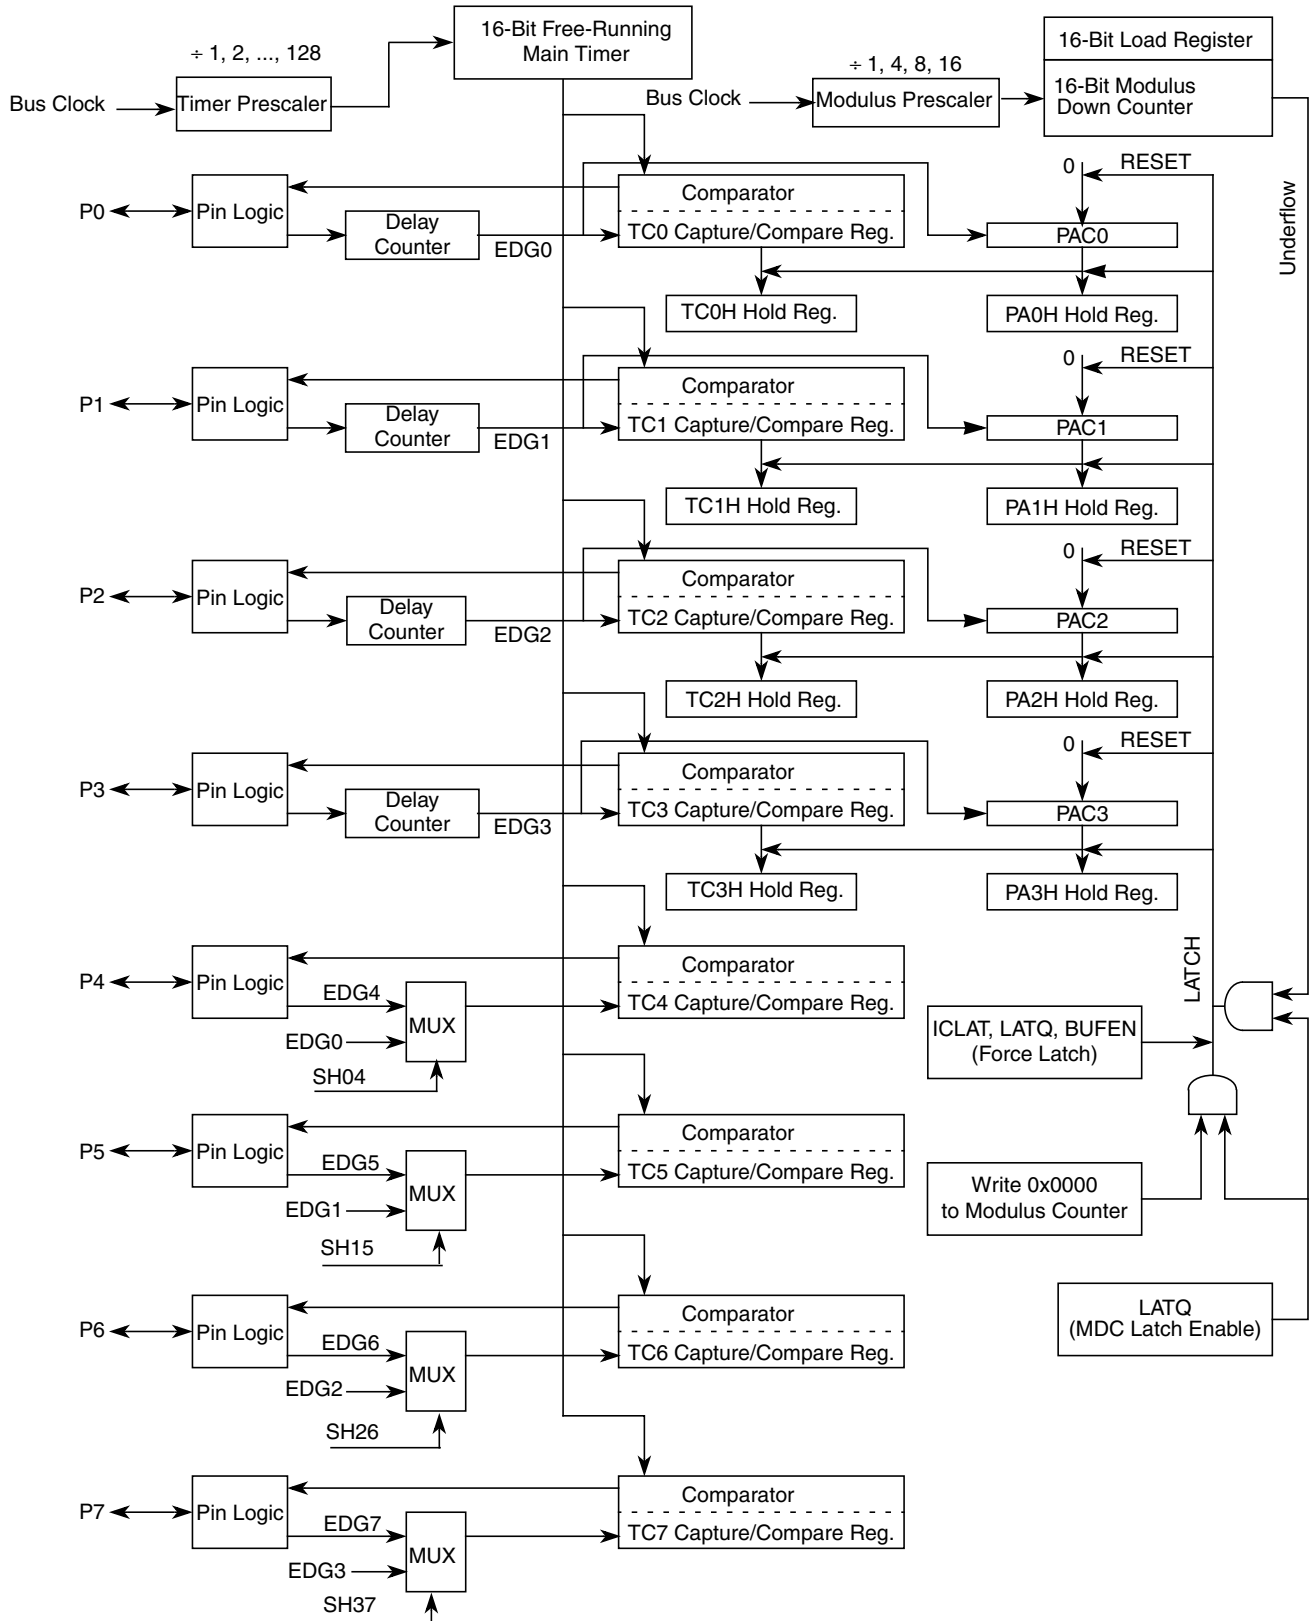 16-Bit Free-Running
Main Timer
÷ 1, 2, ..., 128
Bus Clock
Timer Prescaler
÷ 1, 4, 8, 16
Bus Clock
Modulus Prescaler
16-Bit Load Register
16-Bit Modulus
Down Counter
Underflow
P0
Pin Logic
Delay
Counter
EDG0
Comparator
TC0 Capture/Compare Reg.
0
RESET
PAC0
TC0H Hold Reg.
PA0H Hold Reg.
P1
Pin Logic
Delay
Counter
EDG1
Comparator
TC1 Capture/Compare Reg.
0
RESET
PAC1
TC1H Hold Reg.
PA1H Hold Reg.
P2
Pin Logic
Delay
Counter
EDG2
Comparator
TC2 Capture/Compare Reg.
0
RESET
PAC2
TC2H Hold Reg.
PA2H Hold Reg.
P3
Pin Logic
Delay
Counter
EDG3
Comparator
TC3 Capture/Compare Reg.
0
RESET
PAC3
TC3H Hold Reg.
PA3H Hold Reg.
LATCH
P4
Pin Logic
EDG4
EDG0
MUX
SH04
Comparator
TC4 Capture/Compare Reg.
ICLAT, LATQ, BUFEN
(Force Latch)
P5
Pin Logic
EDG5
EDG1
MUX
SH15
Comparator
TC5 Capture/Compare Reg.
Write 0x0000
to Modulus Counter
P6
Pin Logic
EDG6
EDG2
MUX
SH26
Comparator
TC6 Capture/Compare Reg.
LATQ
(MDC Latch Enable)
P7
Pin Logic
EDG7
EDG3
MUX
SH37
Comparator
TC7 Capture/Compare Reg.